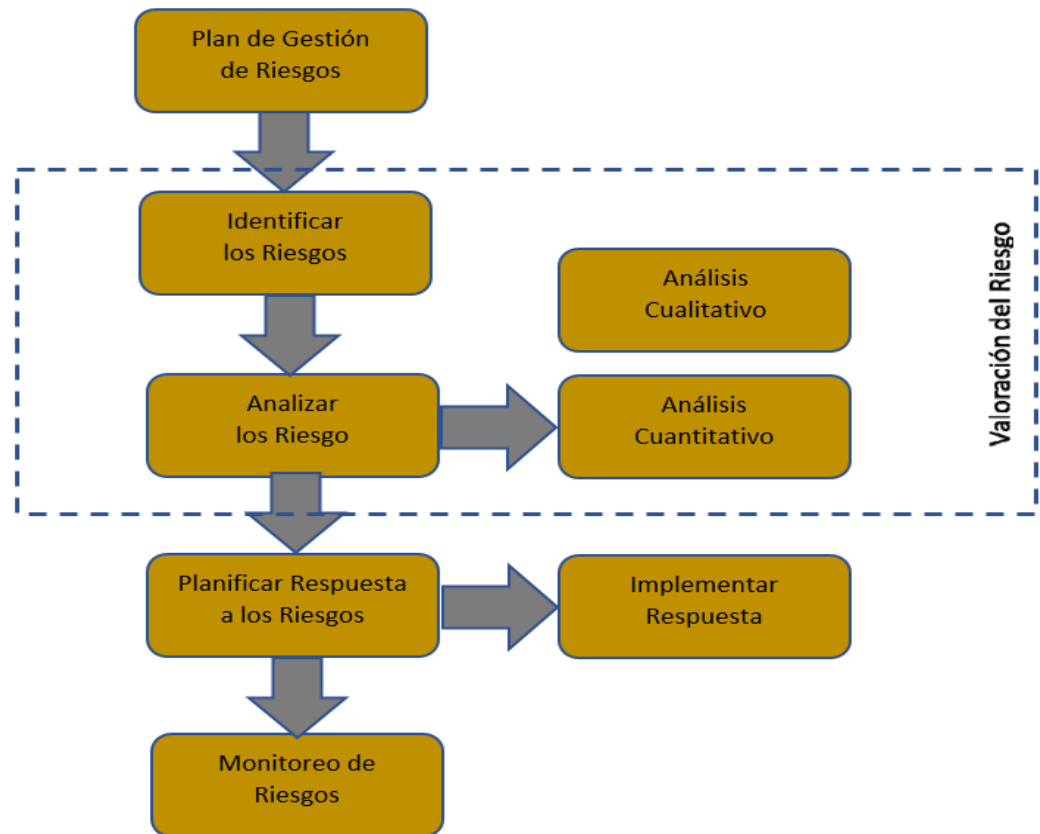 Plan de Gestión
de Riesgos
Identificar
los Riesgos
Análisis
Cualitativo
Valoración del Riesgo
Analizar
los Riesgo
Análisis
Cuantitativo
Planificar Respuesta
a los Riesgos
Implementar
Respuesta
Monitoreo de
Riesgos